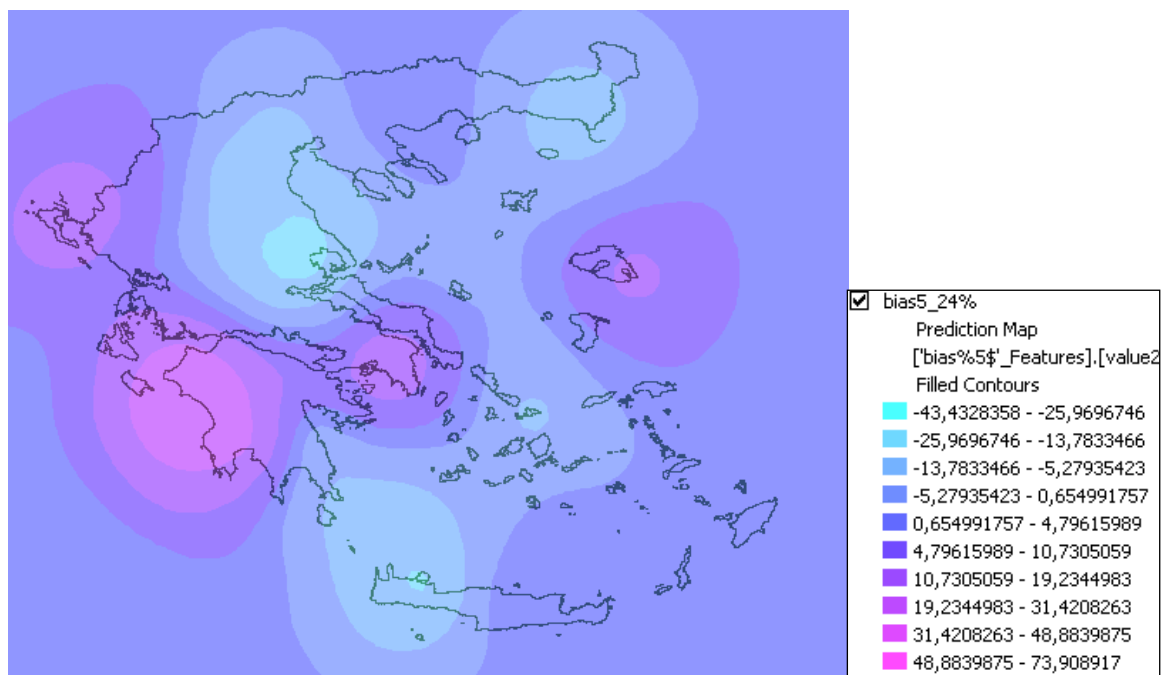 bias5_24%
Prediction Map
['bias%5$'_Features].[value2
Filled Contours
-43,4328358 - -25,9696746
-25,9696746 - -13,7833466
-13,7833466 - -5,27935423
-5,27935423 - 0,654991757
0,654991757 - 4,79615989
4,79615989 - 10,7305059
10,7305059 - 19,2344983
19,2344983 - 31,4208263
31,4208263 - 48,8839875
48,8839875 - 73,908917